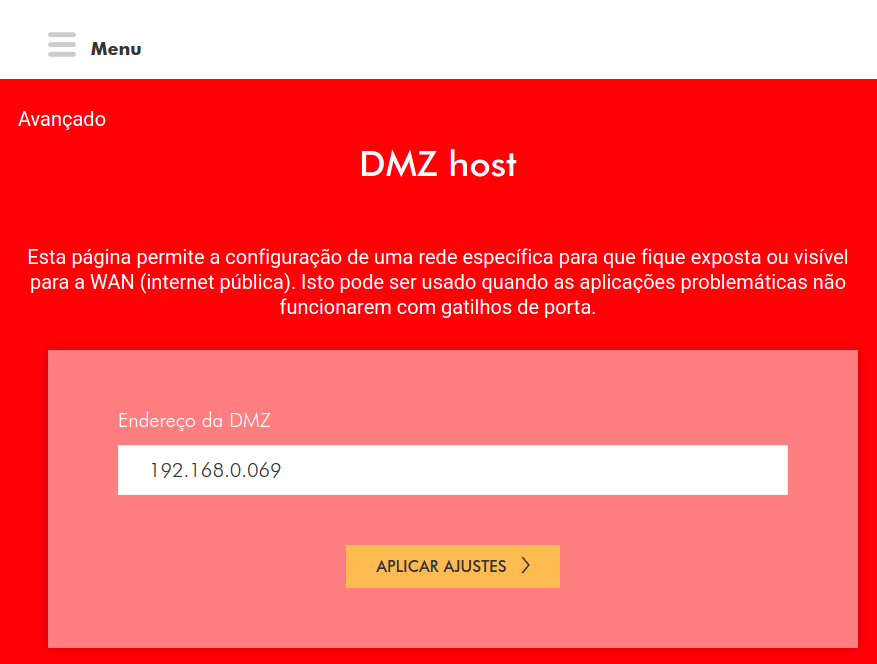 Menu
Avançado
DMZ host
Esta página permite a configuração de uma rede específica para que fique exposta ou visível
para a WAN (internet pública). Isto pode ser usado quando as aplicações problemáticas não
funcionarem com gatilhos de porta.
Endereço da DMZ
192.168.0.069
APLICAR AJUSTES